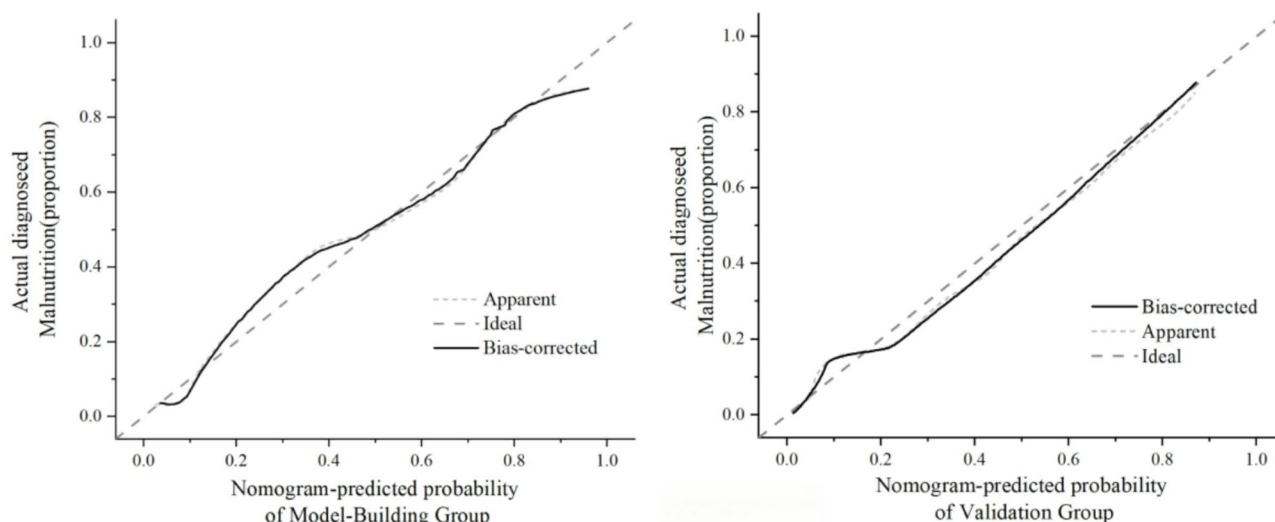 Actual diagnoseed
Malnutrition(proportion)
1.0
0.8
0.6
0.4
0.2
0.0
Apparent
Ideal
Bias-corrected
0.0 0.2 0.4 0.6 0.8 1.0
Nomogram-predicted probability
of Model-Building Group
Actual diagnoseed
Malnutrition(proportion)
1.0
0.8
0.6
0.4
0.2
0.0
Bias-corrected
Apparent
Ideal
0.0 0.2 0.4 0.6 0.8 1.0
Nomogram-predicted probability
of Validation Group